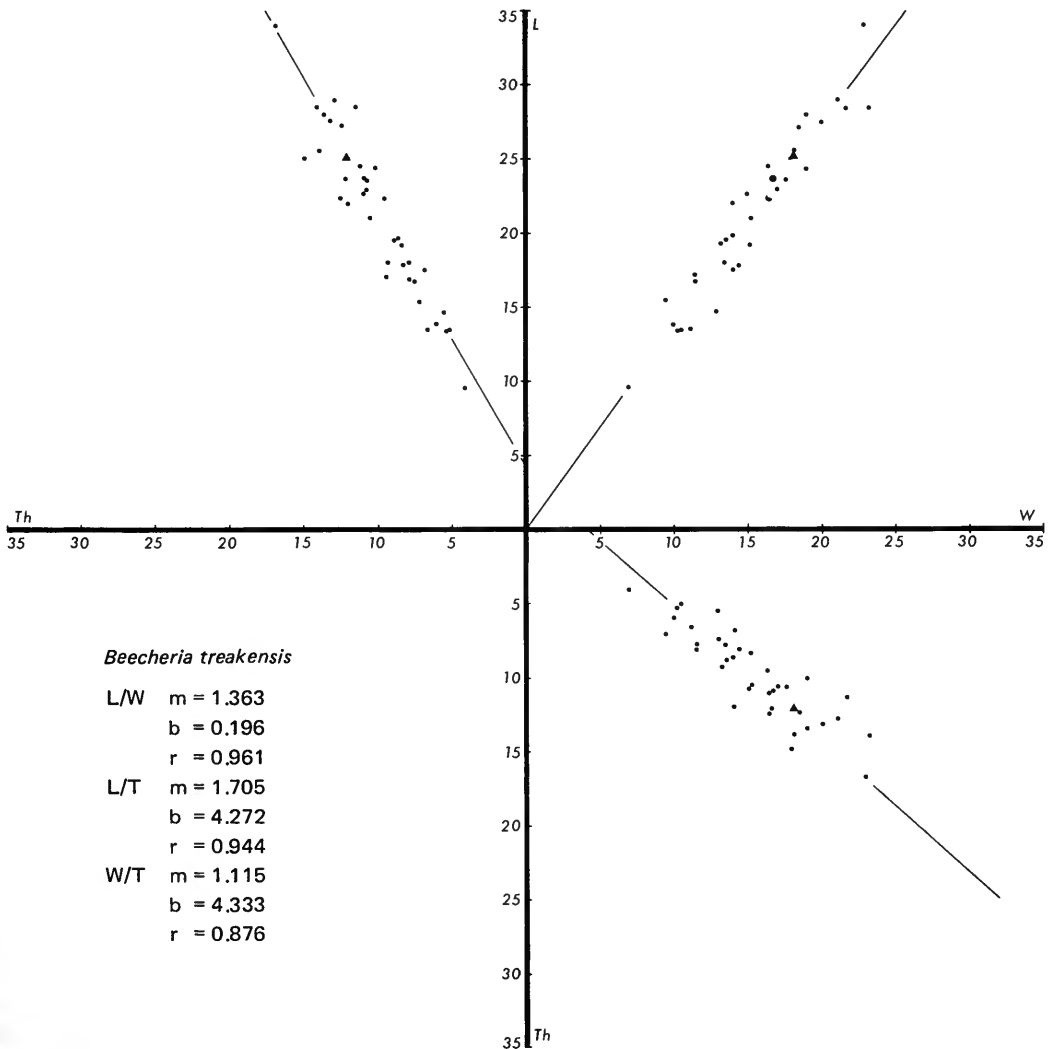 35 L
30
25
20
15
10
5
Th W
35 30 25 20 15 10 5 5 10 15 20 25 30 35
5
10
15
20
25
30
35 Th
Beecheria treakensis
L/W m = 1.363
b = 0.196
r = 0.961
L/T m = 1.705
b = 4.272
r = 0.944
W/T m = 1.115
b = 4.333
r = 0.876